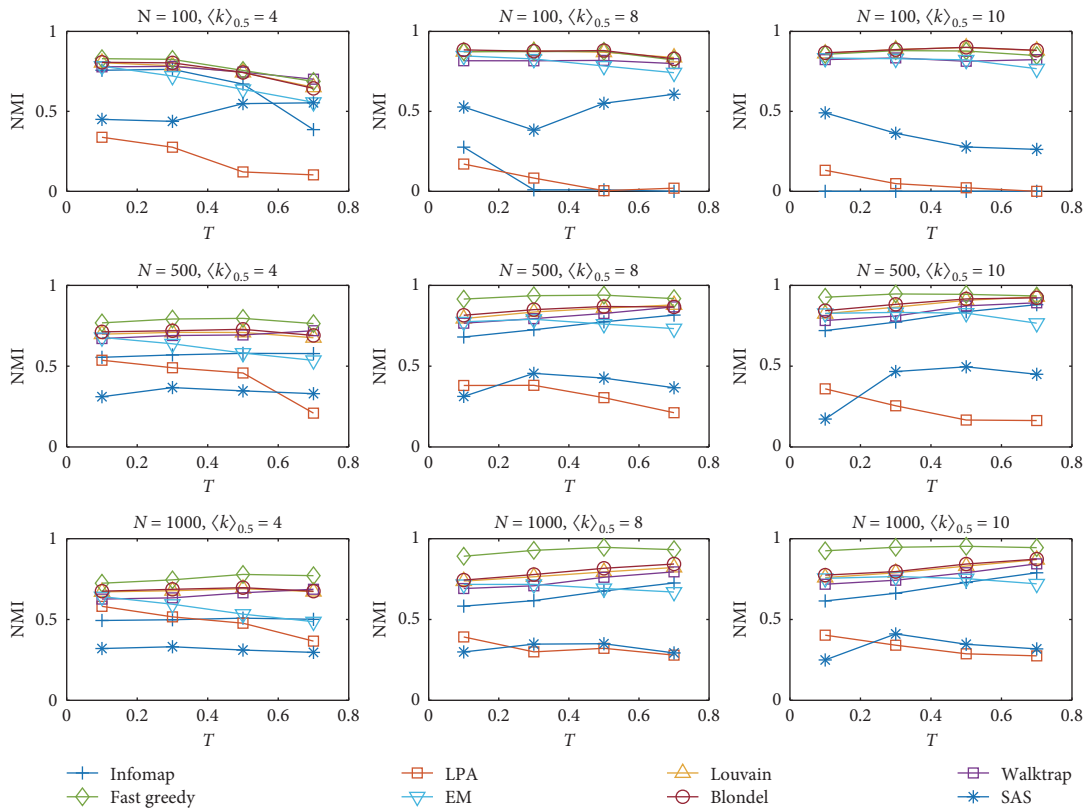 N = 100, ⟨k⟩0.5 = 4
NMI
1
0.5
0
0 0.2 0.4 0.6 0.8
T
N = 100, ⟨k⟩0.5 = 8
NMI
1
0.5
0
0 0.2 0.4 0.6 0.8
T
N = 100, ⟨k⟩0.5 = 10
NMI
1
0.5
0
0 0.2 0.4 0.6 0.8
T
N = 500, ⟨k⟩0.5 = 4
NMI
1
0.5
0
0 0.2 0.4 0.6 0.8
T
N = 500, ⟨k⟩0.5 = 8
NMI
1
0.5
0
0 0.2 0.4 0.6 0.8
T
N = 500, ⟨k⟩0.5 = 10
NMI
1
0.5
0
0 0.2 0.4 0.6 0.8
T
N = 1000, ⟨k⟩0.5 = 4
NMI
1
0.5
0
0 0.2 0.4 0.6 0.8
T
N = 1000, ⟨k⟩0.5 = 8
NMI
1
0.5
0
0 0.2 0.4 0.6 0.8
T
N = 1000, ⟨k⟩0.5 = 10
NMI
1
0.5
0
0 0.2 0.4 0.6 0.8
T
Infomap LPA Louvain Walktrap
Fast greedy EM Blondel SAS